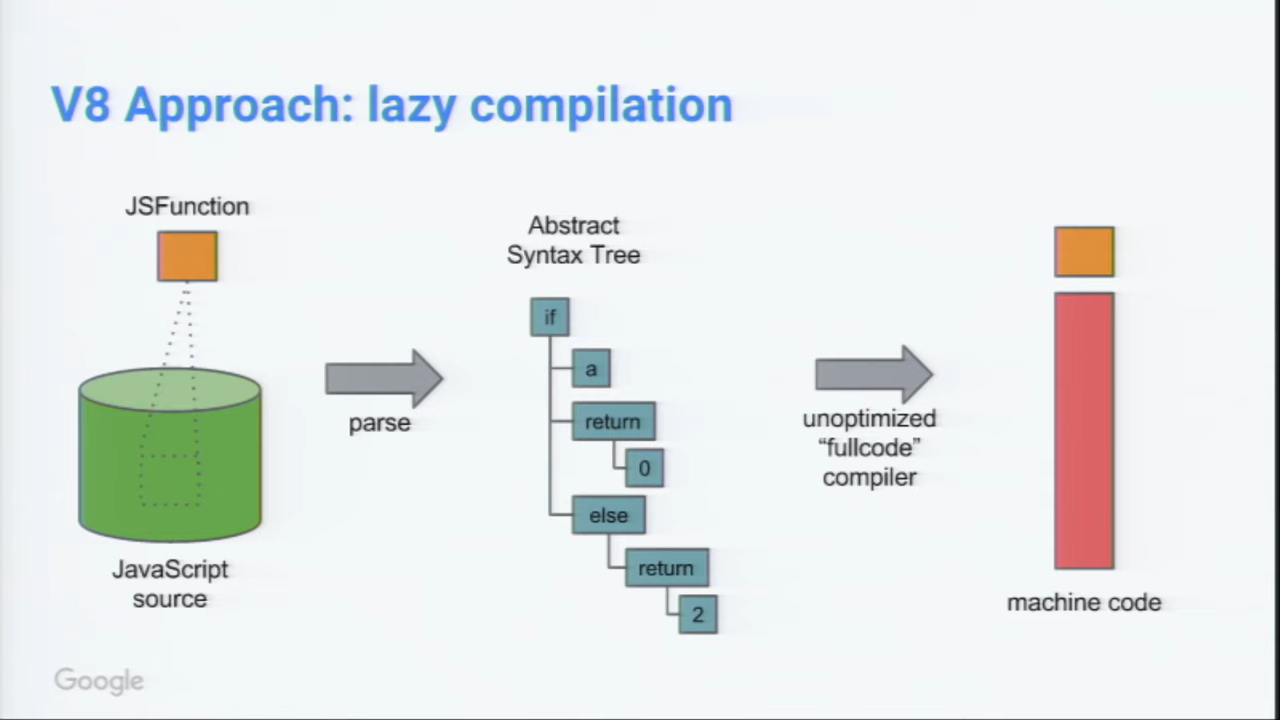 V8 Approach: lazy compilation
JSFunction
JavaScript
source
parse
Abstract
Syntax Tree
if
a
return
0
else
return
2
unoptimized
“fullcode”
compiler
machine code
Google